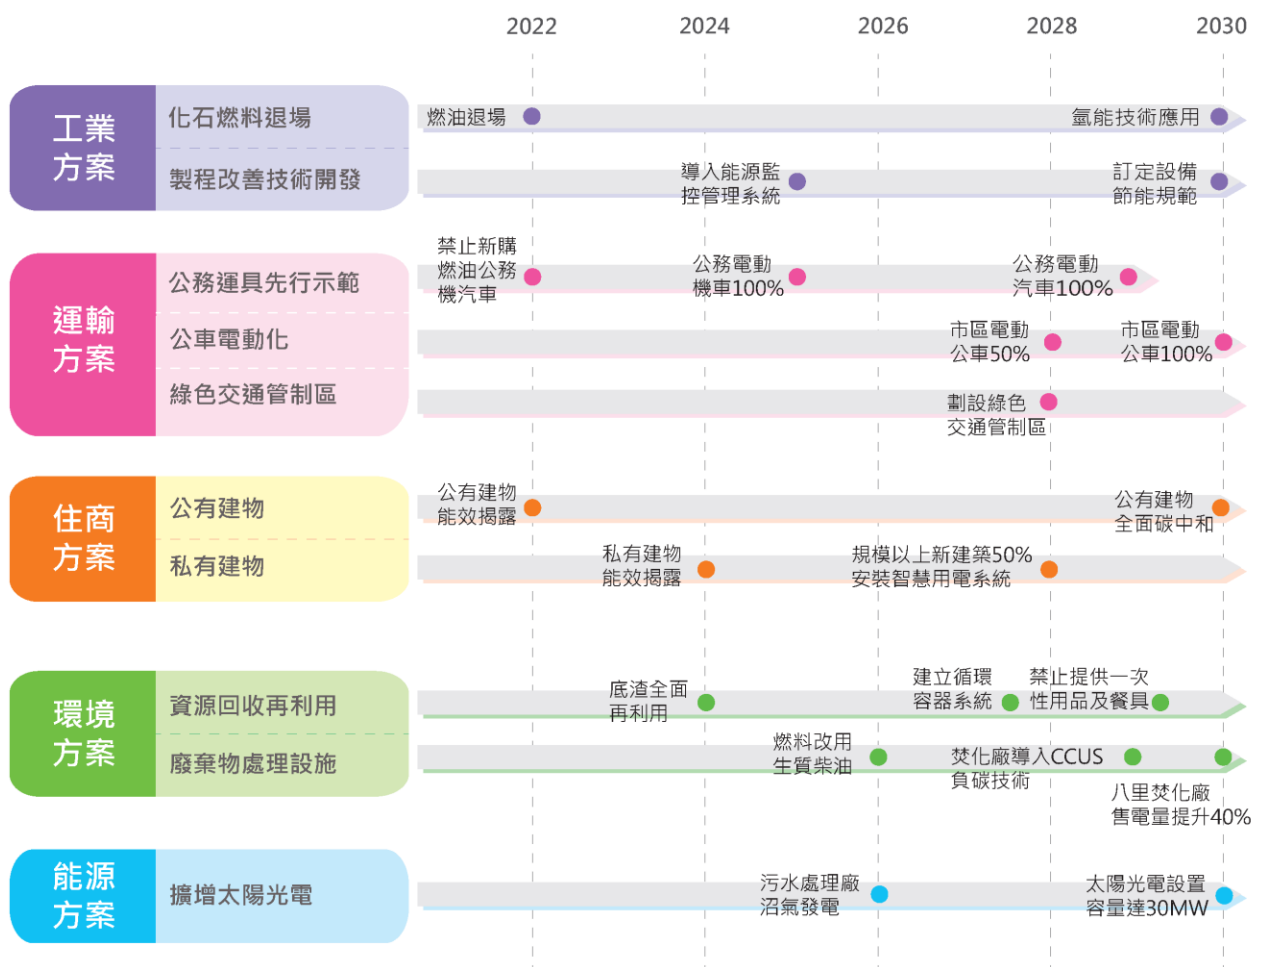 2022 2024 2026 2028 2030
工業
方案
化石燃料退場
燃油退場
氫能技術應用
製程改善技術開發
導入能源監
控管理系統
訂定設備
節能規範
運輸
方案
公務運具先行示範
禁止新購
燃油公務
機汽車
公務電動
機車100%
公務電動
汽車100%
公車電動化
市區電動
公車50%
市區電動
公車100%
綠色交通管制區
劃設綠色
交通管制區
住商
方案
公有建物
公有建物
能效揭露
公有建物
全面碳中和
私有建物
私有建物
能效揭露
規模以上新建築50%
安裝智慧用電系統
環境
方案
資源回收再利用
底渣全面
再利用
建立循環
容器系統
禁止提供一次
性用品及餐具
廢棄物處理設施
燃料改用
生質柴油
焚化廠導入CCUS
負碳技術
八里焚化廠
售電量提升40%
能源
方案
擴增太陽光電
污水處理廠
沼氣發電
太陽光電設置
容量達30MW